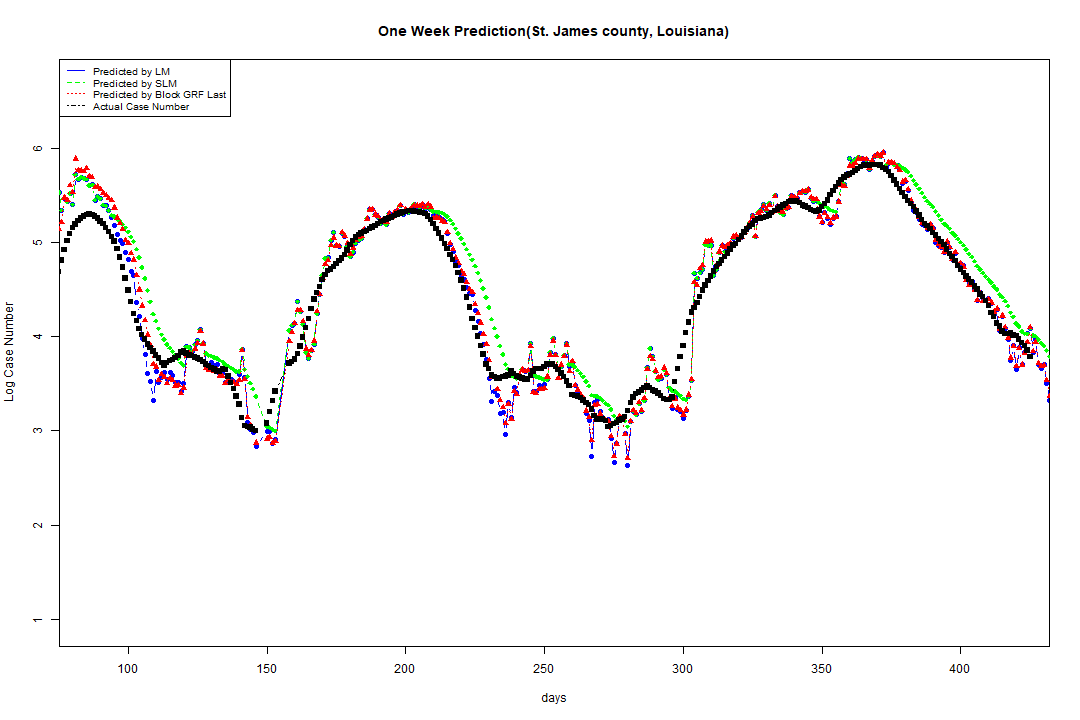 One Week Prediction(St. James county, Louisiana)
Predicted by LM
Predicted by SLM
Predicted by Block GRF Last
Actual Case Number
6
5
4
3
2
1
Log Case Number
100 150 200 250 300 350 400
days